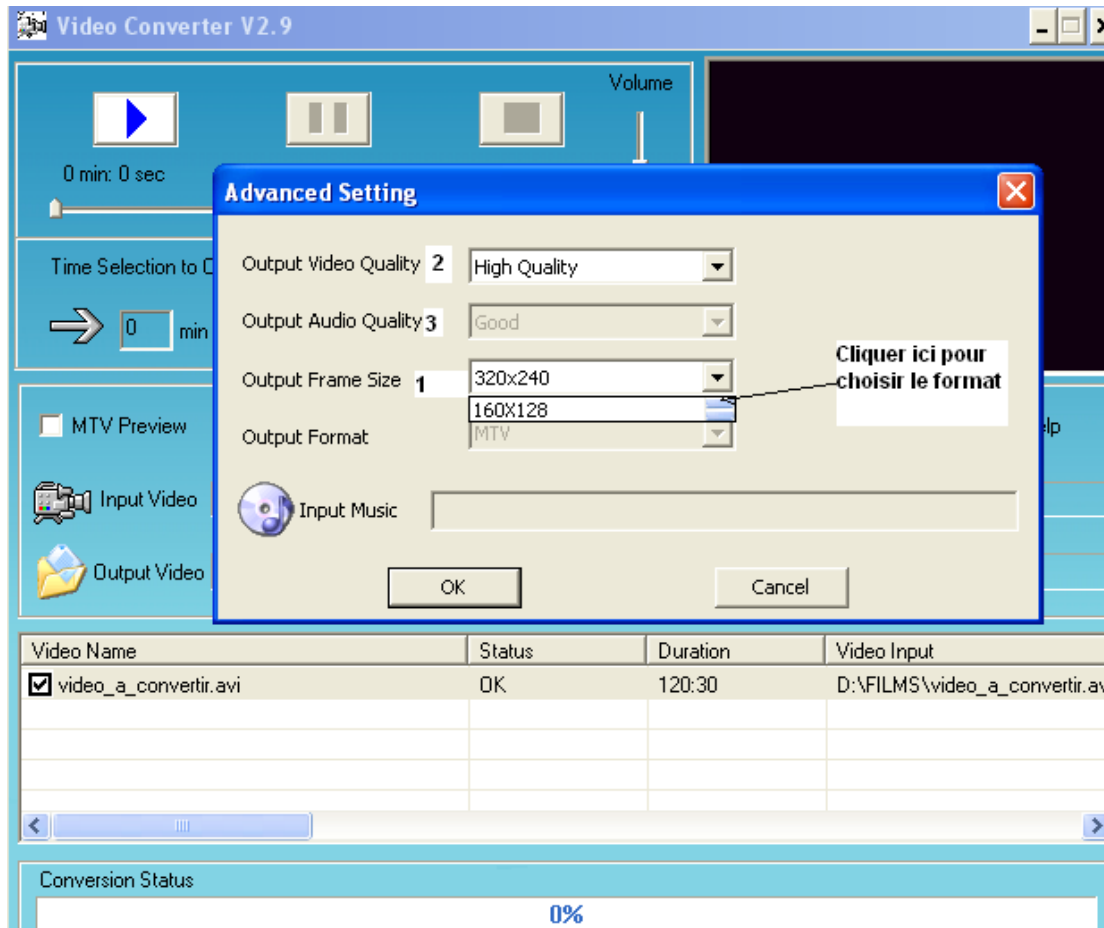 Video Converter V2.9
Volume
0 min: 0 sec
Advanced Setting
Time Selection to C
0 min
Output Video Quality 2 High Quality
Output Audio Quality 3 Good
Output Frame Size 1 320x240
160X128
Cliquer ici pour
choisir le format
Output Format MTV
MTV Preview
Input Video
Input Music
Output Video
OK Cancel
Video Name Status Duration Video Input
video_a_convertir.avi OK 120:30 D:\FILMS\video_a_convertir.av
Conversion Status
0%